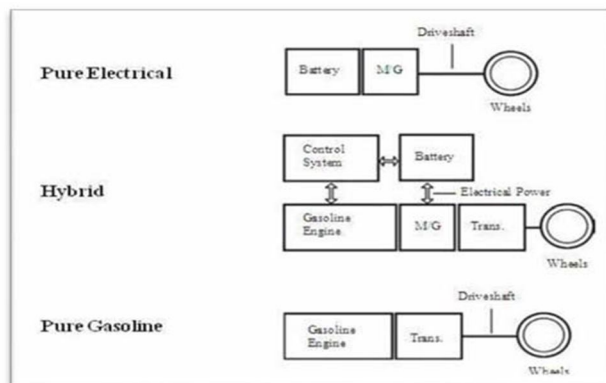 Driveshaft
Pure Electrical
Battery
M/G
Wheels
Control
System
Battery
Hybrid
Electrical Power
Gasoline
Engine
M/G
Trans.
Wheels
Driveshaft
Pure Gasoline
Gasoline
Engine
Trans.
Wheels